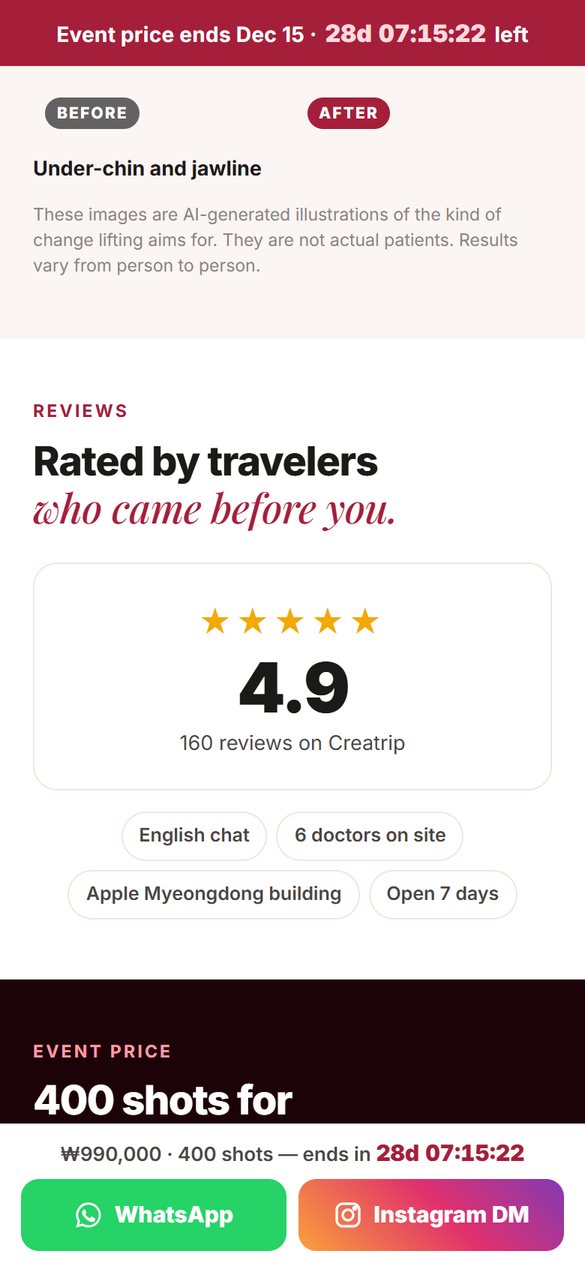 Event price ends Dec 15 · 28d 07:15:22 left
BEFORE
AFTER
Under-chin and jawline
These images are AI-generated illustrations of the kind of
change lifting aims for. They are not actual patients. Results
vary from person to person.
REVIEWS
Rated by travelers
who came before you.
★★★★★
4.9
160 reviews on Creatrip
English chat
6 doctors on site
Apple Myeongdong building
Open 7 days
EVENT PRICE
400 shots for
₩990,000 · 400 shots — ends in 28d 07:15:22
WhatsApp
Instagram DM